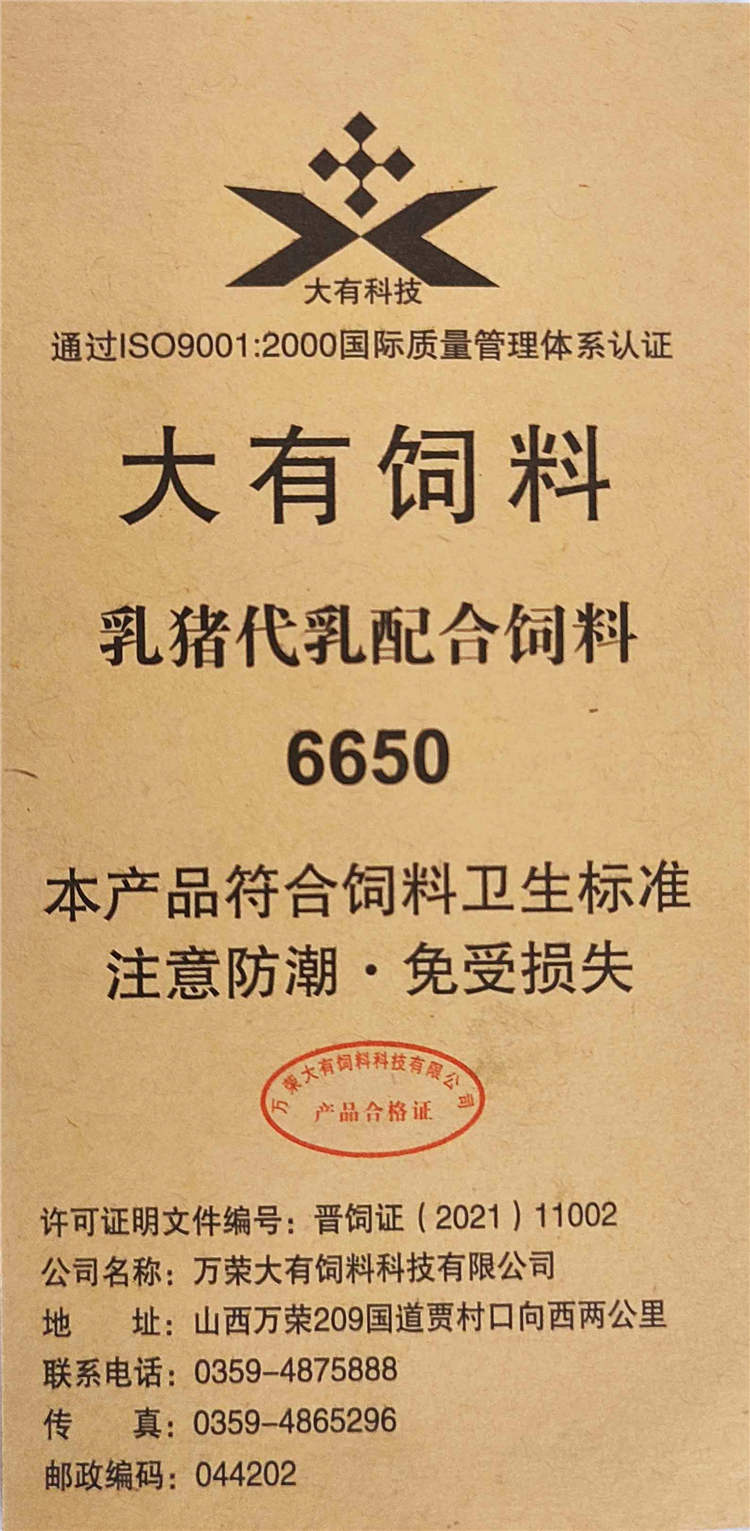 大有科技
通过ISO9001:2000国际质量管理体系认证
大有饲料
乳猪代乳配合饲料
6650
本产品符合饲料卫生标准
注意防潮·免受损失
万荣大有饲料科技有限公司
产品合格证
许可证明文件编号：晋饲证（2021）11002
公司名称：万荣大有饲料科技有限公司
地　　址：山西万荣209国道贾村口向西两公里
联系电话：0359-4875888
传　　真：0359-4865296
邮政编码：044202